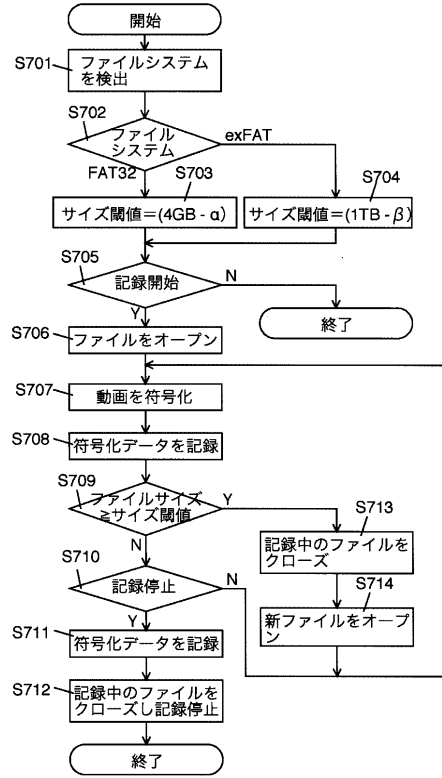 開始
S701
ファイルシステム
を検出
S702
ファイル
システム
exFAT
FAT32
S703
サイズ閾値=(4GB-α)
S704
サイズ閾値=(1TB-β)
S705
記録開始
N
Y
終了
S706
ファイルをオープン
S707
動画を符号化
S708
符号化データを記録
S709
ファイルサイズ
≧サイズ閾値
Y
N
S713
記録中のファイルを
クローズ
S710
記録停止
N
Y
S714
新ファイルをオープ
ン
S711
符号化データを記録
S712
記録中のファイルを
クローズし記録停止
終了